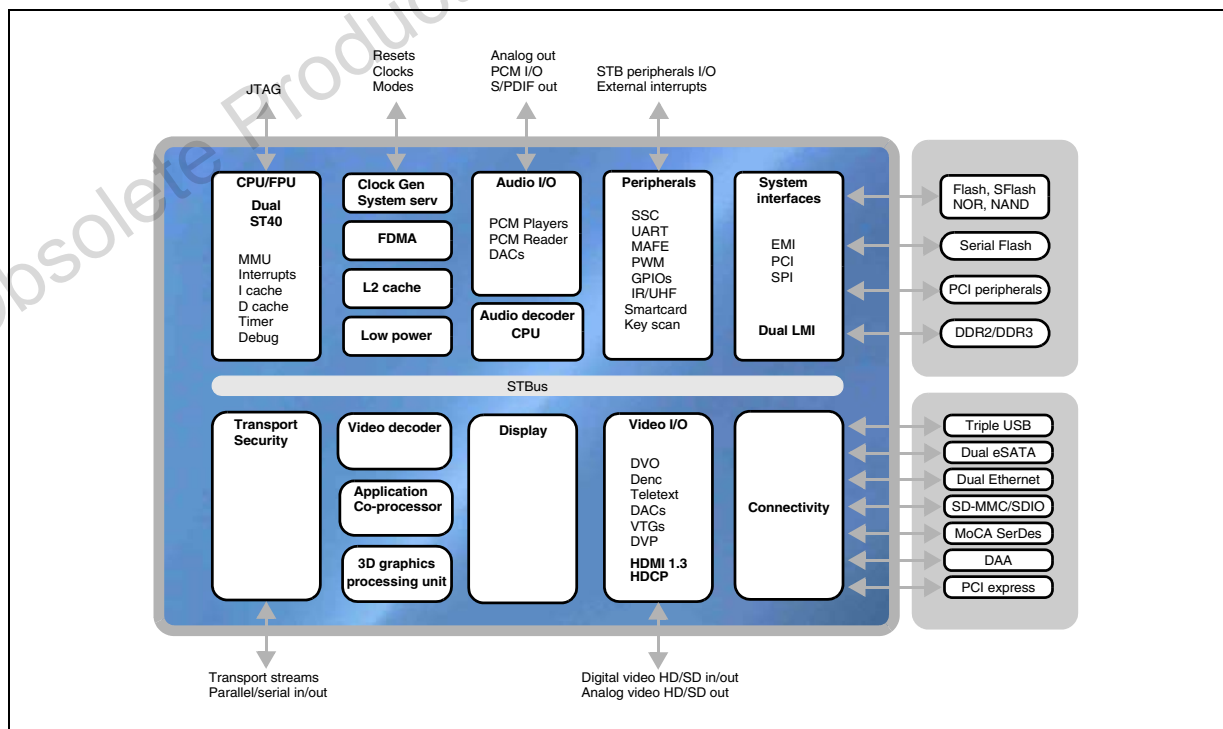 Obsolete Produc
JTAG
Resets
Clocks
Modes
Analog out
PCM I/O
S/PDIF out
STB peripherals I/O
External interrupts
CPU/FPU
Dual
ST40
MMU
Interrupts
I cache
D cache
Timer
Debug
Clock Gen
System serv
FDMA
L2 cache
Low power
Audio I/O
PCM Players
PCM Reader
DACs
Audio decoder
CPU
Peripherals
SSC
UART
MAFE
PWM
GPIOs
IR/UHF
Smartcard
Key scan
System
interfaces
EMI
PCI
SPI
Dual LMI
Flash, SFlash
NOR, NAND
Serial Flash
PCI peripherals
DDR2/DDR3
STBus
Transport
Security
Video decoder
Application
Co-processor
3D graphics
processing unit
Display
Video I/O
DVO
Denc
Teletext
DACs
VTGs
DVP
HDMI 1.3
HDCP
Connectivity
Triple USB
Dual eSATA
Dual Ethernet
SD-MMC/SDIO
MoCA SerDes
DAA
PCI express
Transport streams
Parallel/serial in/out
Digital video HD/SD in/out
Analog video HD/SD out